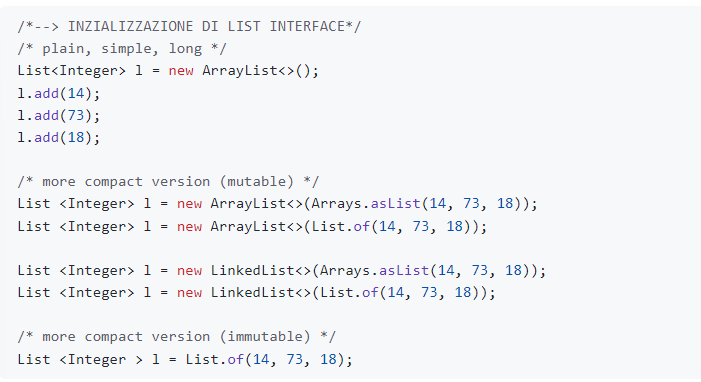 /*--> INZIALIZZAZIONE DI LIST INTERFACE*/
/* plain, simple, long */
List<Integer> l = new ArrayList<>();
l.add(14);
l.add(73);
l.add(18);
/* more compact version (mutable) */
List <Integer> l = new ArrayList<>(Arrays.asList(14, 73, 18));
List <Integer> l = new ArrayList<>(List.of(14, 73, 18));
List <Integer> l = new LinkedList<>(Arrays.asList(14, 73, 18));
List <Integer> l = new LinkedList<>(List.of(14, 73, 18));
/* more compact version (immutable) */
List <Integer > l = List.of(14, 73, 18);